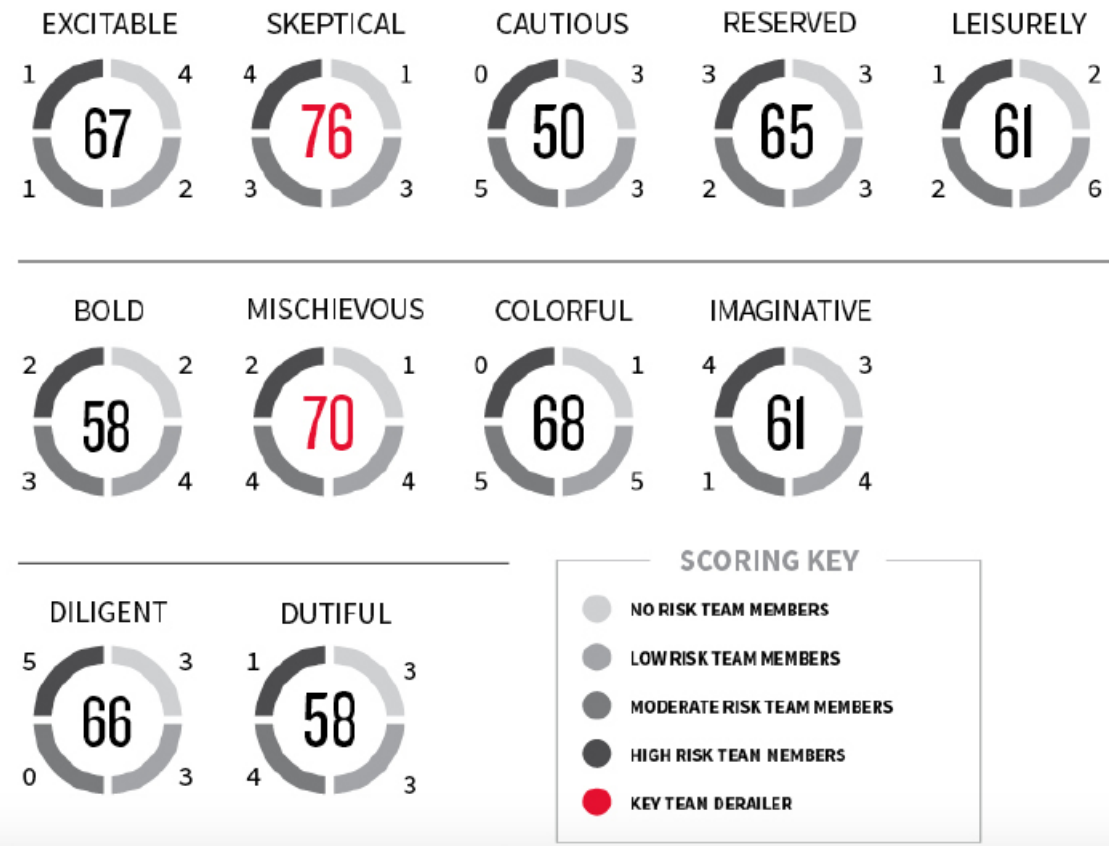 EXCITABLE SKEPTICAL CAUTIOUS RESERVED LEISURELY
1 4 4 1 0 3 3 3 1 2
67 76 50 65 61
1 2 3 3 5 3 2 3 2 6
BOLD MISCHIEVOUS COLORFUL IMAGINATIVE
2 2 2 1 0 1 4 3
58 70 68 61
3 4 4 4 5 5 1 4
SCORING KEY
NO RISK TEAM MEMBERS
LOW RISK TEAM MEMBERS
MODERATE RISK TEAM MEMBERS
HIGH RISK TEAN NEMBERS
KEY TEAM DERAILER
DILIGENT DUTIFUL
5 3 1 3
66 58
0 3 4 3